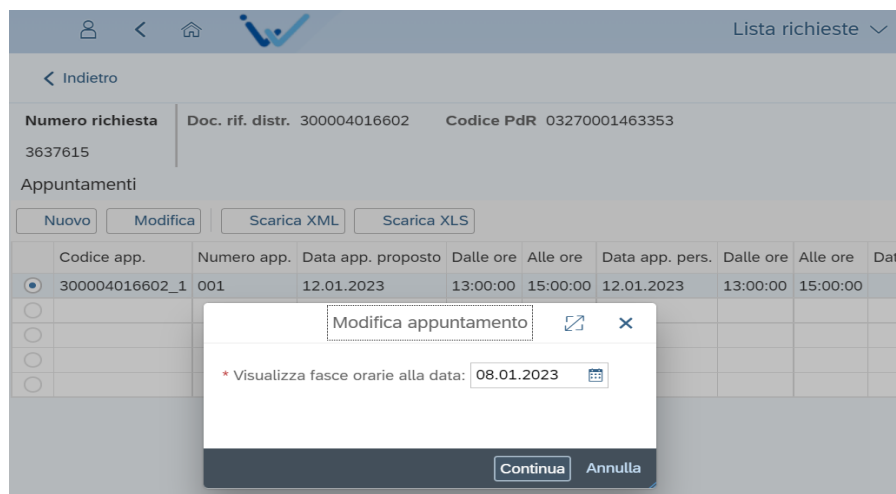 Lista richieste
Indietro
Numero richiesta Doc. rif. distr. 300004016602 Codice PdR 03270001463353
3637615
Appuntamenti
Nuovo Modifica Scarica XML Scarica XLS
Codice app. Numero app. Data app. proposto Dalle ore Alle ore Data app. pers. Dalle ore Alle ore Dat
300004016602_1 001 12.01.2023 13:00:00 15:00:00 12.01.2023 13:00:00 15:00:00
Modifica appuntamento
* Visualizza fasce orarie alla data: 08.01.2023
Continua Annulla